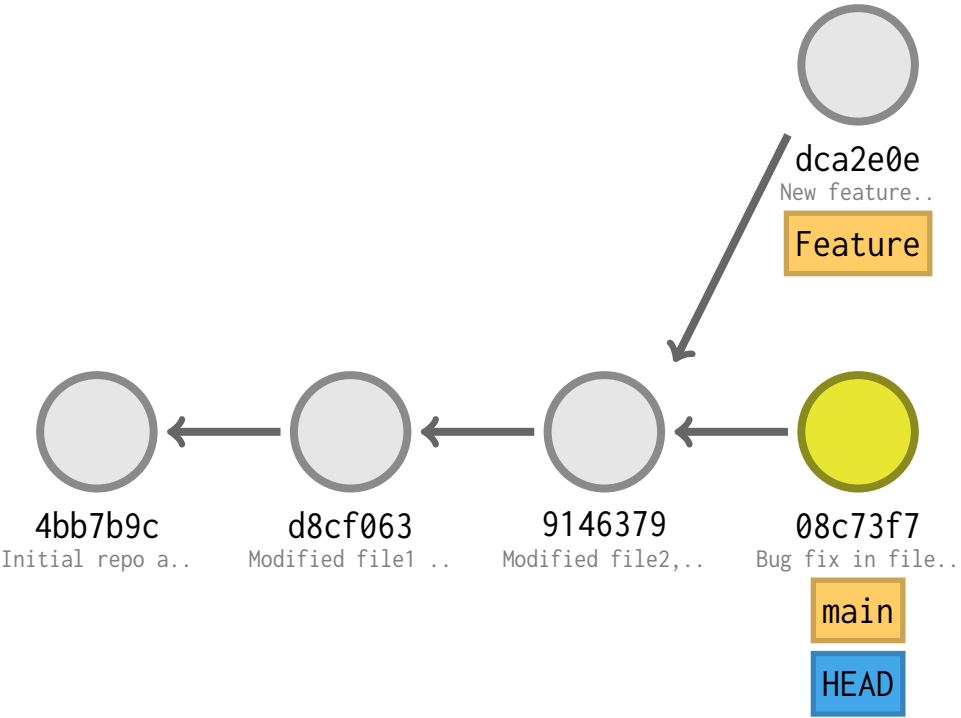 dca2e0e
New feature..
Feature
4bb7b9c
Initial repo a..
d8cf063
Modified file1 ..
9146379
Modified file2,..
08c73f7
Bug fix in file..
main
HEAD